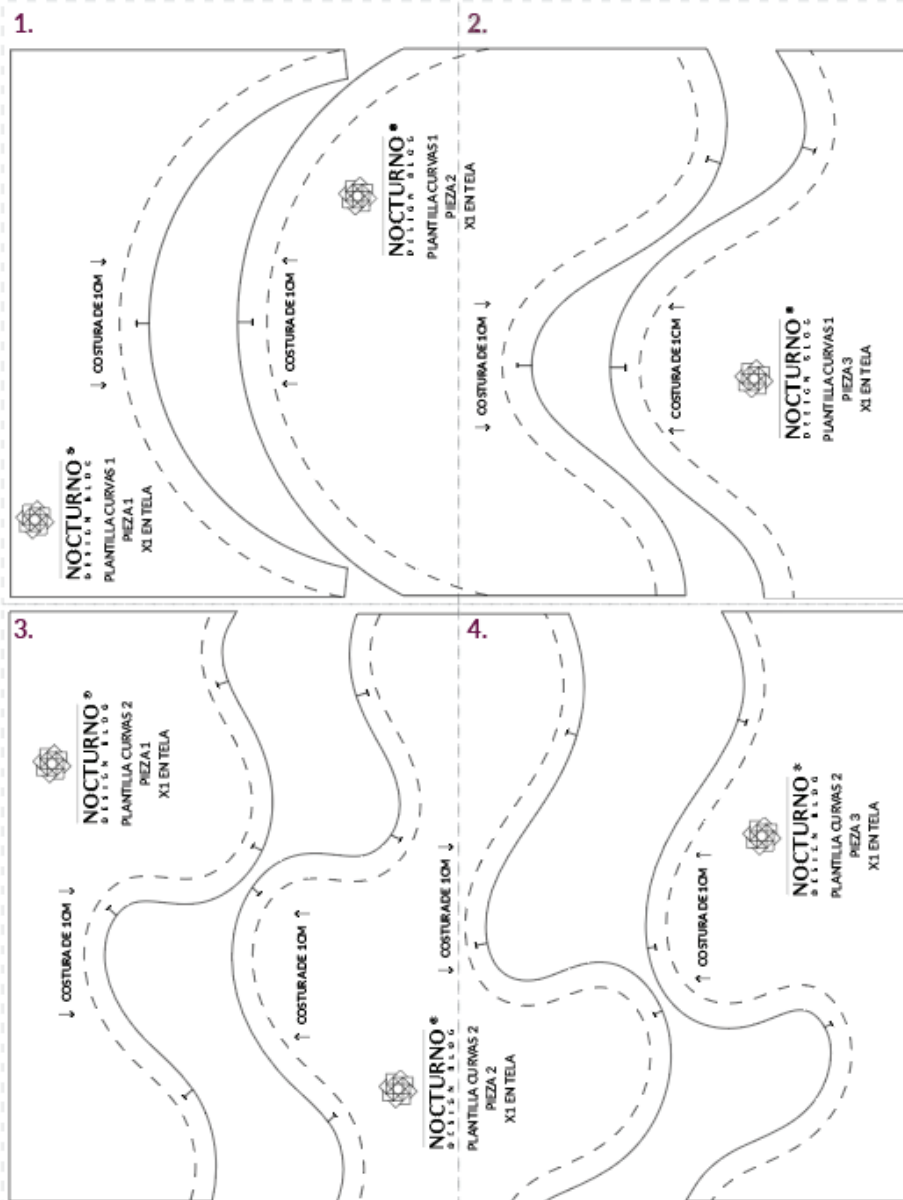 1.
COSTURA DE 1CM
NOCTURNO®
DESIGN BLOG
PLANTILLA CURVAS 1
PIEZA 1
X1 EN TELA
COSTURA DE 1CM
NOCTURNO®
DESIGN BLOG
PLANTILLA CURVAS 1
PIEZA 2
X1 EN TELA
2.
COSTURA DE 1CM
COSTURA DE 1CM
NOCTURNO®
DESIGN BLOG
PLANTILLA CURVAS 1
PIEZA 3
X1 EN TELA
3.
NOCTURNO®
DESIGN BLOG
PLANTILLA CURVAS 2
PIEZA 1
X1 EN TELA
COSTURA DE 1CM
COSTURA DE 1CM
NOCTURNO®
DESIGN BLOG
PLANTILLA CURVAS 2
PIEZA 2
X1 EN TELA
4.
COSTURA DE 1CM
COSTURA DE 1CM
NOCTURNO®
DESIGN BLOG
PLANTILLA CURVAS 2
PIEZA 3
X1 EN TELA